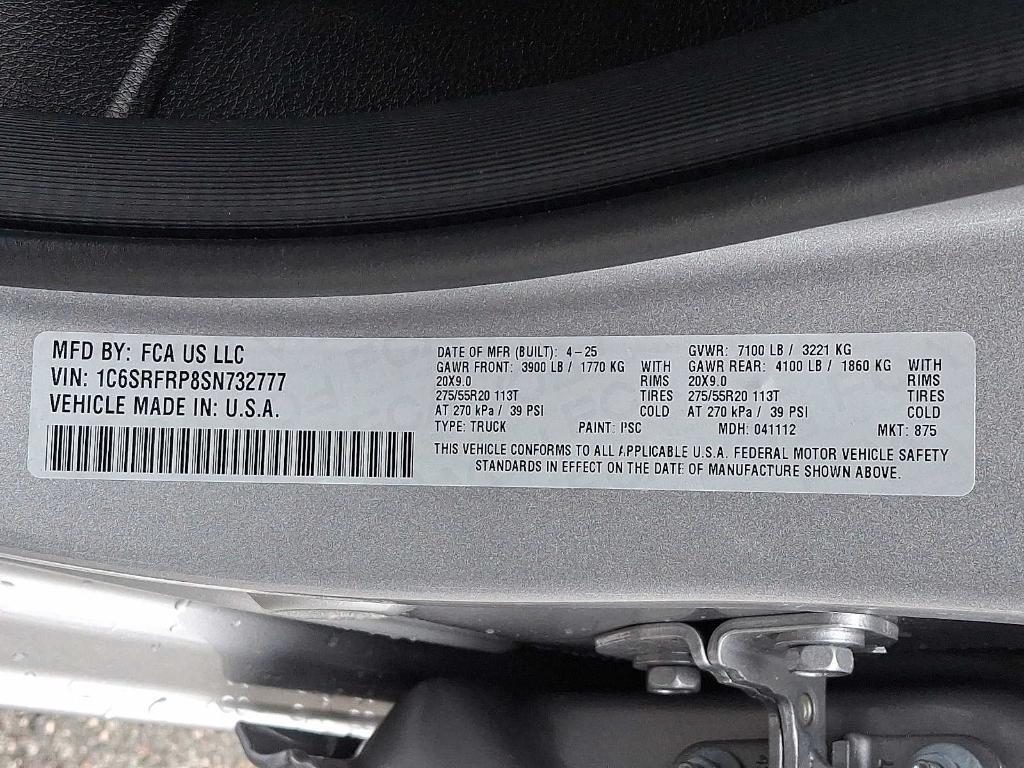 MFD BY: FCA US LLC
VIN: 1C6SRFRP8SN732777
VEHICLE MADE IN: U.S.A.
DATE OF MFR (BUILT): 4-25
GAWR FRONT: 3900 LB / 1770 KG WITH
20X9.0 RIMS
275/55R20 113T TIRES
AT 270 kPa / 39 PSI COLD
TYPE: TRUCK PAINT: PSC
GVWR: 7100 LB / 3221 KG
GAWR REAR: 4100 LB / 1860 KG WITH
20X9.0 RIMS
275/55R20 113T TIRES
AT 270 kPa / 39 PSI COLD
MDH: 041112 MKT: 875
THIS VEHICLE CONFORMS TO ALL APPLICABLE U.S.A. FEDERAL MOTOR VEHICLE SAFETY
STANDARDS IN EFFECT ON THE DATE OF MANUFACTURE SHOWN ABOVE.